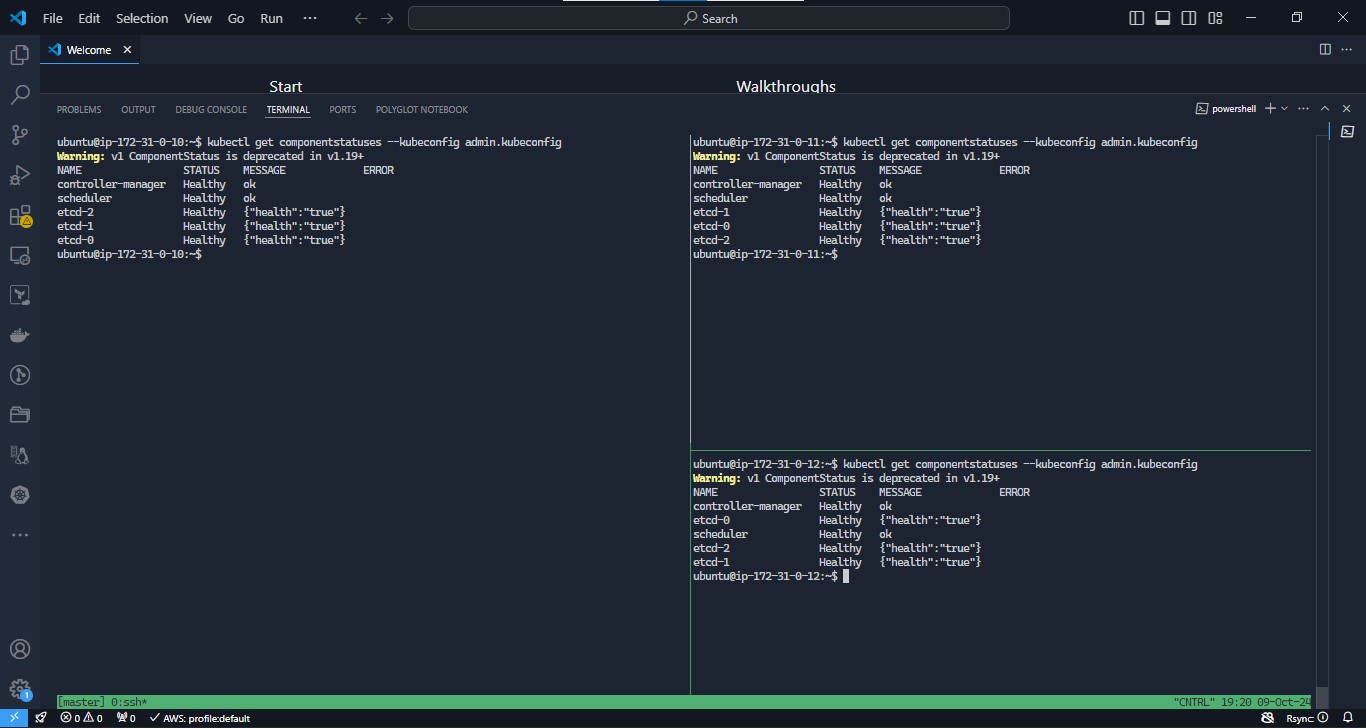 File Edit Selection View Go Run ··· Search
Welcome
Start
Walkthroughs
PROBLEMS OUTPUT DEBUG CONSOLE TERMINAL PORTS POLYGLOT NOTEBOOK powershell
ubuntu@ip-172-31-0-10:~$ kubectl get componentstatuses --kubeconfig admin.kubeconfig
Warning: v1 ComponentStatus is deprecated in v1.19+
NAME STATUS MESSAGE ERROR
controller-manager Healthy ok
scheduler Healthy ok
etcd-2 Healthy {"health":"true"}
etcd-1 Healthy {"health":"true"}
etcd-0 Healthy {"health":"true"}
ubuntu@ip-172-31-0-10:~$
ubuntu@ip-172-31-0-11:~$ kubectl get componentstatuses --kubeconfig admin.kubeconfig
Warning: v1 ComponentStatus is deprecated in v1.19+
NAME STATUS MESSAGE ERROR
controller-manager Healthy ok
scheduler Healthy ok
etcd-1 Healthy {"health":"true"}
etcd-0 Healthy {"health":"true"}
etcd-2 Healthy {"health":"true"}
ubuntu@ip-172-31-0-11:~$
ubuntu@ip-172-31-0-12:~$ kubectl get componentstatuses --kubeconfig admin.kubeconfig
Warning: v1 ComponentStatus is deprecated in v1.19+
NAME STATUS MESSAGE ERROR
controller-manager Healthy ok
etcd-0 Healthy {"health":"true"}
scheduler Healthy ok
etcd-2 Healthy {"health":"true"}
etcd-1 Healthy {"health":"true"}
ubuntu@ip-172-31-0-12:~$
1
[master] 0:ssh* "CNTRL" 19:20 09-Oct-24
0 0 0 AWS: profile:default Rsync: